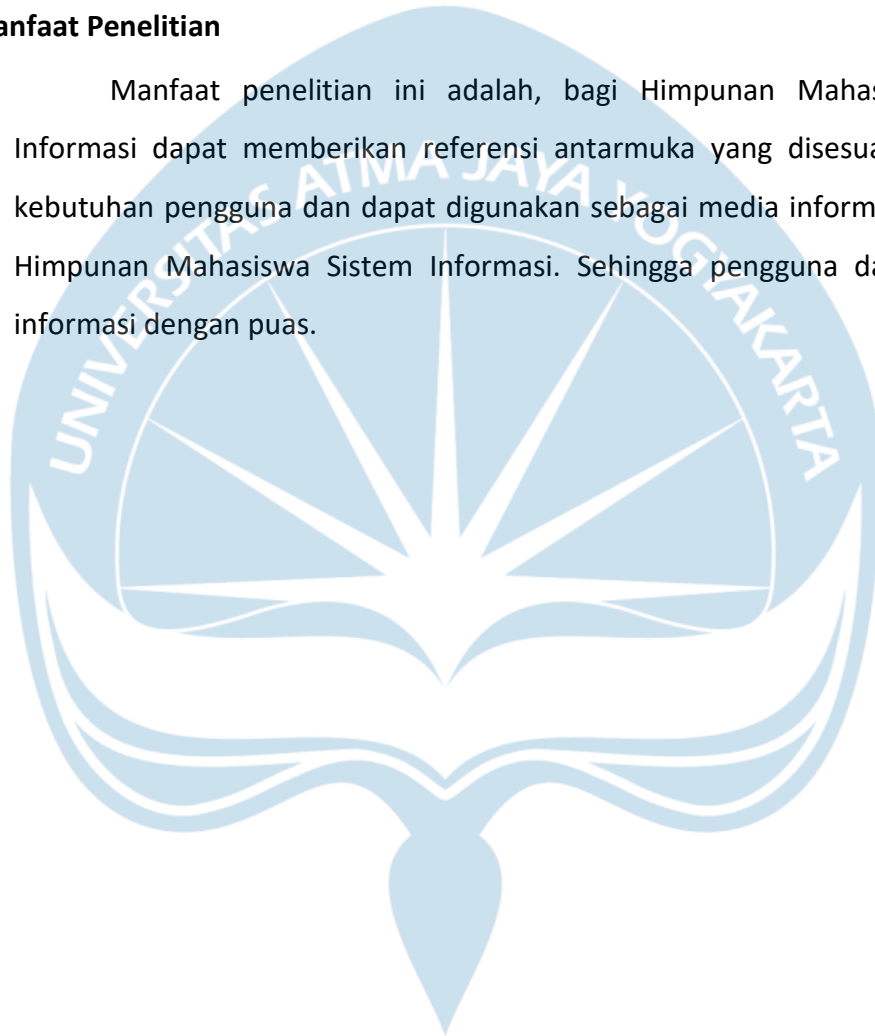 anfaat Penelitian
Manfaat penelitian ini adalah, bagi Himpunan Mahas
Informasi dapat memberikan referensi antarmuka yang disesua
kebutuhan pengguna dan dapat digunakan sebagai media inform
Himpunan Mahasiswa Sistem Informasi. Sehingga pengguna da
informasi dengan puas.
UNIVERSITAS ATMA JAYA YOGYAKARTA